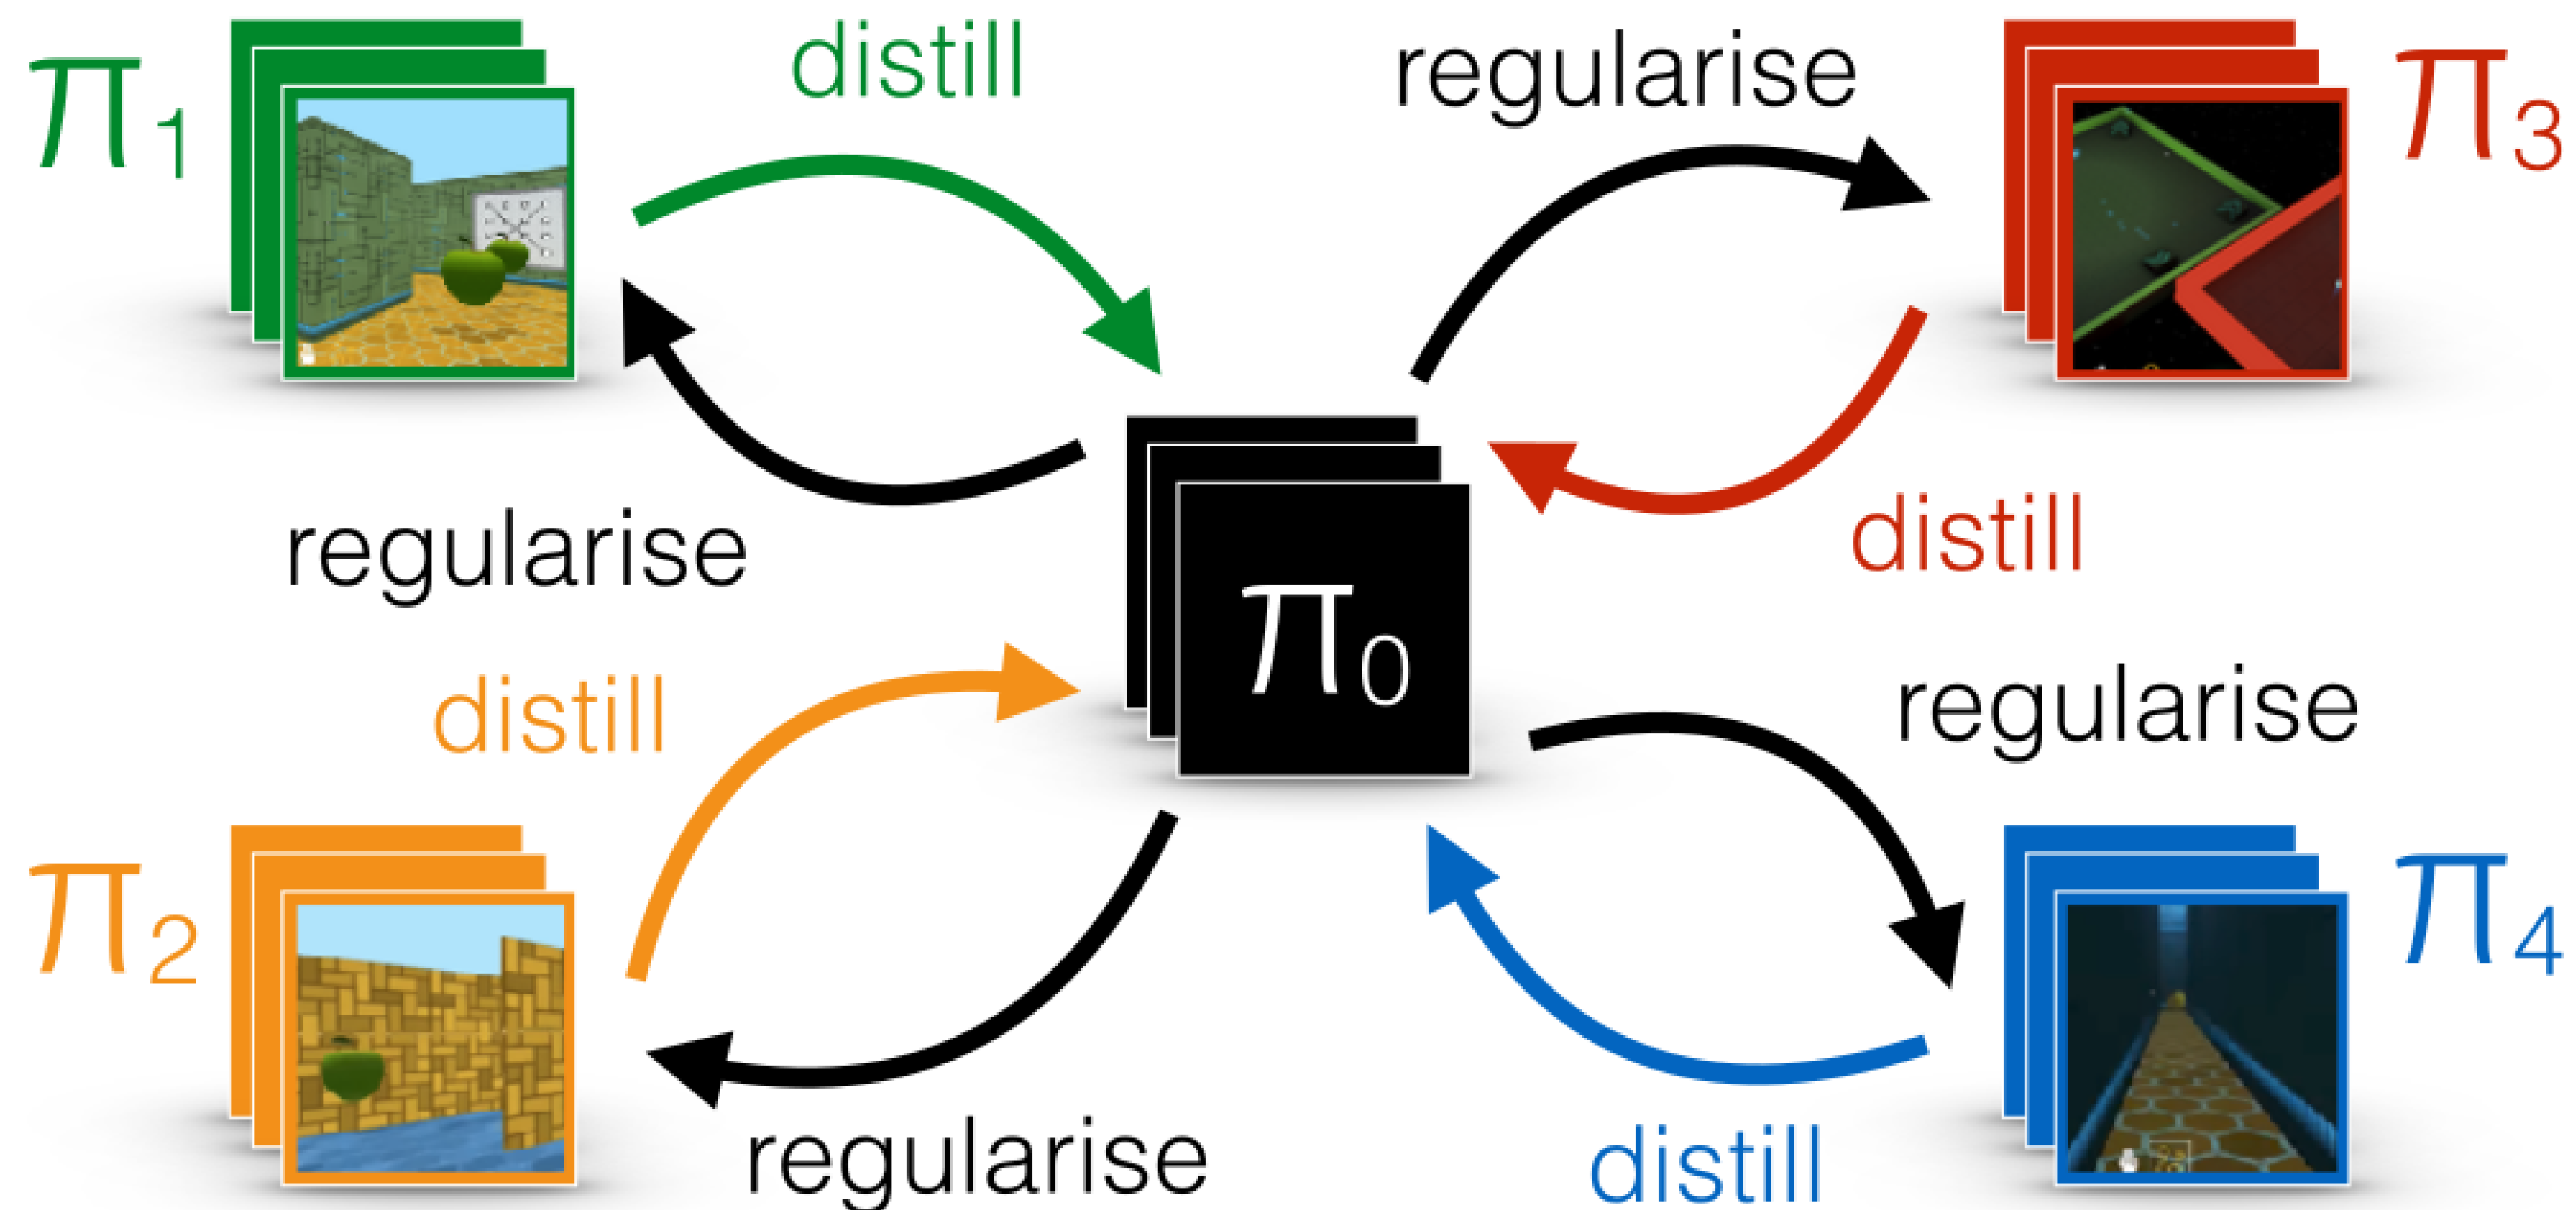 π1
distill
regularise
π3
regularise
distill
π0
distill
regularise
π2
π4
regularise
distill